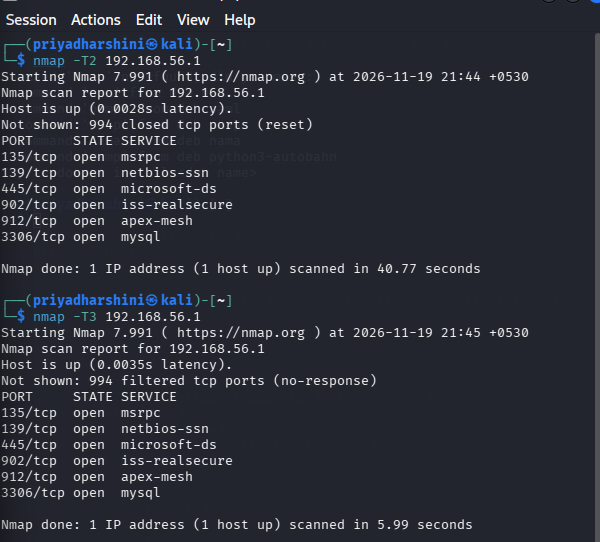 Session Actions Edit View Help
┌──(priyadharshini㉿kali)-[~]
└─$ nmap -T2 192.168.56.1
Starting Nmap 7.991 ( https://nmap.org ) at 2026-11-19 21:44 +0530
Nmap scan report for 192.168.56.1
Host is up (0.0028s latency).
Not shown: 994 closed tcp ports (reset)
PORT     STATE SERVICE
135/tcp  open  msrpc
139/tcp  open  netbios-ssn
445/tcp  open  microsoft-ds
902/tcp  open  iss-realsecure
912/tcp  open  apex-mesh
3306/tcp open  mysql
Nmap done: 1 IP address (1 host up) scanned in 40.77 seconds
┌──(priyadharshini㉿kali)-[~]
└─$ nmap -T3 192.168.56.1
Starting Nmap 7.991 ( https://nmap.org ) at 2026-11-19 21:45 +0530
Nmap scan report for 192.168.56.1
Host is up (0.0035s latency).
Not shown: 994 filtered tcp ports (no-response)
PORT     STATE SERVICE
135/tcp  open  msrpc
139/tcp  open  netbios-ssn
445/tcp  open  microsoft-ds
902/tcp  open  iss-realsecure
912/tcp  open  apex-mesh
3306/tcp open  mysql
Nmap done: 1 IP address (1 host up) scanned in 5.99 seconds